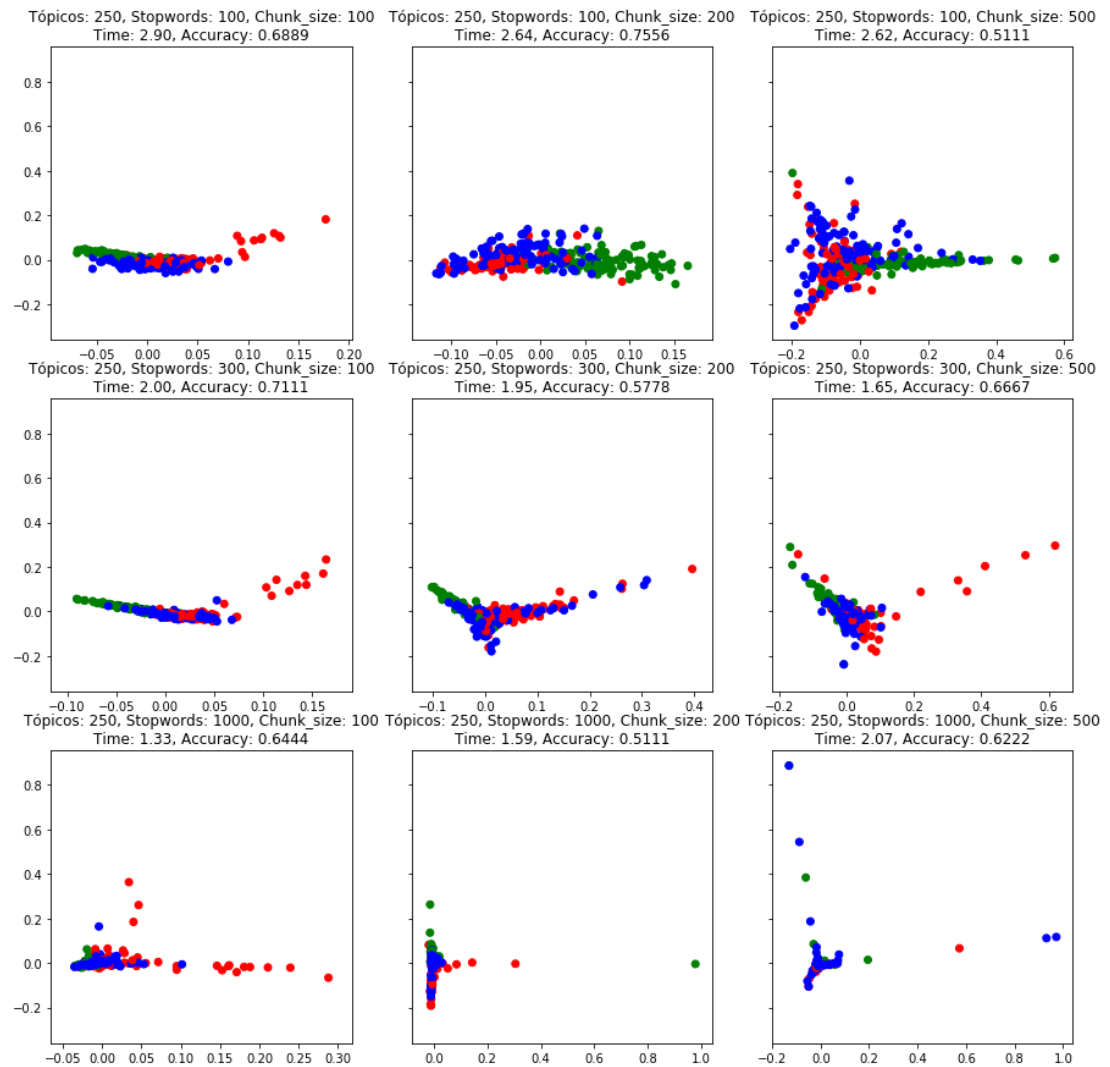 Tópicos: 250, Stopwords: 100, Chunk_size: 100
Time: 2.90, Accuracy: 0.6889
0.8
0.6
0.4
0.2
0.0
−0.2
−0.05 0.00 0.05 0.10 0.15 0.20
Tópicos: 250, Stopwords: 100, Chunk_size: 200
Time: 2.64, Accuracy: 0.7556
−0.10 −0.05 0.00 0.05 0.10 0.15
Tópicos: 250, Stopwords: 100, Chunk_size: 500
Time: 2.62, Accuracy: 0.5111
−0.2 0.0 0.2 0.4 0.6
Tópicos: 250, Stopwords: 300, Chunk_size: 100
Time: 2.00, Accuracy: 0.7111
0.8
0.6
0.4
0.2
0.0
−0.2
−0.10 −0.05 0.00 0.05 0.10 0.15
Tópicos: 250, Stopwords: 300, Chunk_size: 200
Time: 1.95, Accuracy: 0.5778
−0.1 0.0 0.1 0.2 0.3 0.4
Tópicos: 250, Stopwords: 300, Chunk_size: 500
Time: 1.65, Accuracy: 0.6667
−0.2 0.0 0.2 0.4 0.6
Tópicos: 250, Stopwords: 1000, Chunk_size: 100
Time: 1.33, Accuracy: 0.6444
0.8
0.6
0.4
0.2
0.0
−0.2
−0.05 0.00 0.05 0.10 0.15 0.20 0.25 0.30
Tópicos: 250, Stopwords: 1000, Chunk_size: 200
Time: 1.59, Accuracy: 0.5111
0.0 0.2 0.4 0.6 0.8 1.0
Tópicos: 250, Stopwords: 1000, Chunk_size: 500
Time: 2.07, Accuracy: 0.6222
−0.2 0.0 0.2 0.4 0.6 0.8 1.0